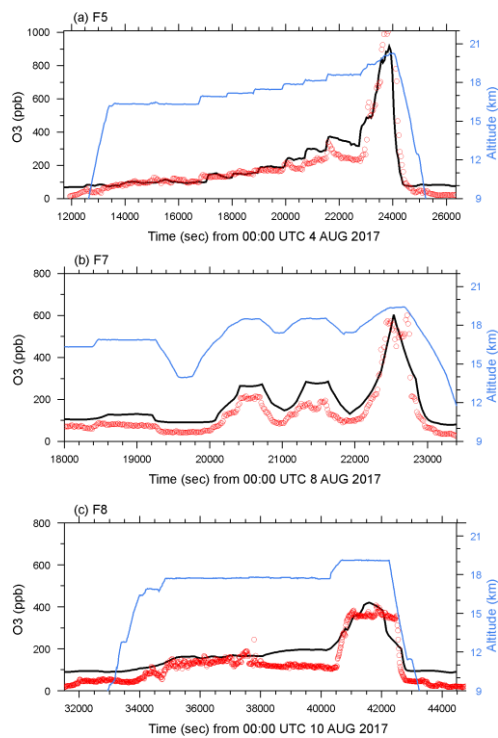 (a) F5
1000
800
600
400
200
0
O3 (ppb)
21
18
15
12
9
Altitude (km)
12000 14000 16000 18000 20000 22000 24000 26000
Time (sec) from 00:00 UTC 4 AUG 2017
(b) F7
800
600
400
200
0
O3 (ppb)
21
18
15
12
9
Altitude (km)
18000 19000 20000 21000 22000 23000
Time (sec) from 00:00 UTC 8 AUG 2017
(c) F8
800
600
400
200
0
O3 (ppb)
21
18
15
12
9
Altitude (km)
32000 34000 36000 38000 40000 42000 44000
Time (sec) from 00:00 UTC 10 AUG 2017